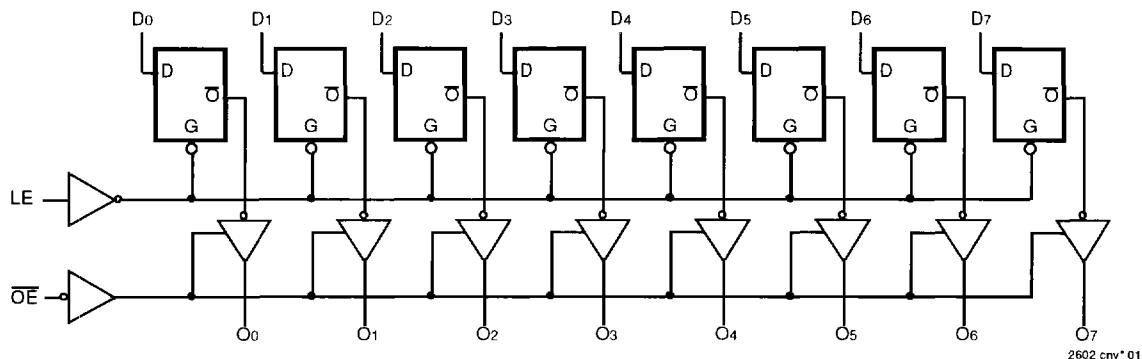 D0 D1 D2 D3 D4 D5 D6 D7
D D D D D D D D
O̅ O̅ O̅ O̅ O̅ O̅ O̅ O̅
G G G G G G G G
LE
O̅E̅
O0 O1 O2 O3 O4 O5 O6 O7
2602 cnv* 01